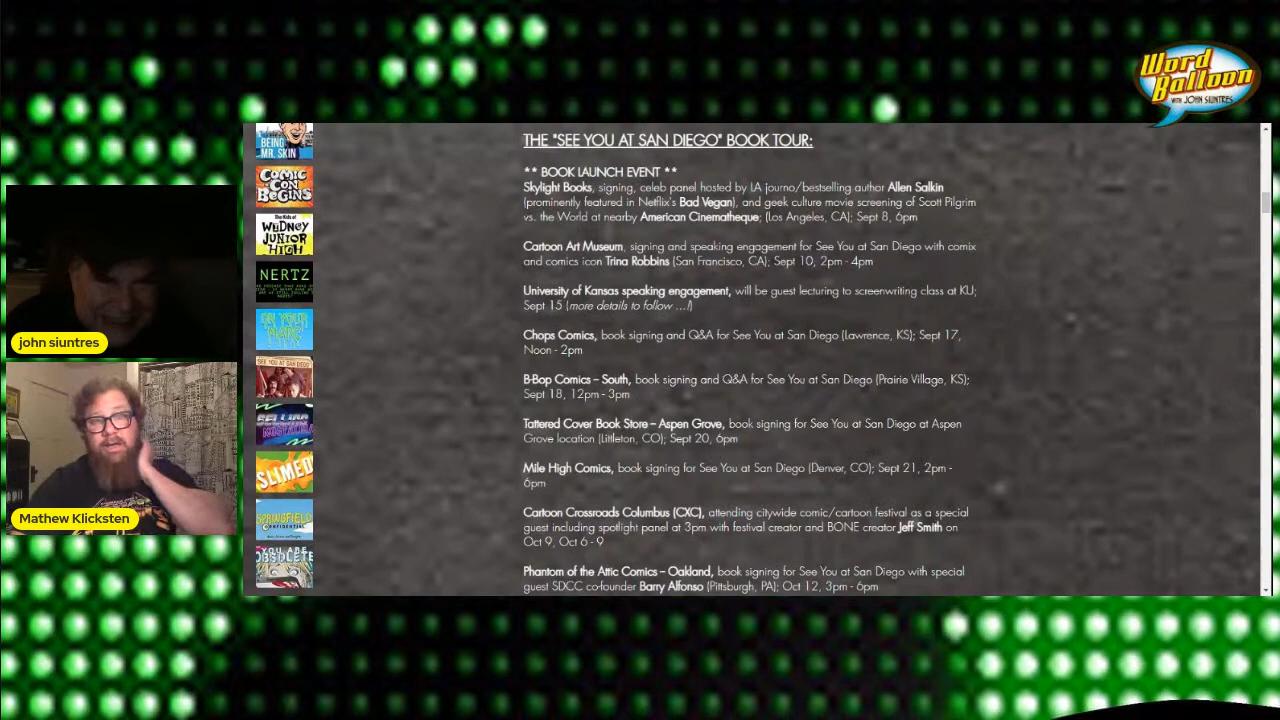 Word
Balloon
WITH JOHN SIUNTRES
BEING
MR. SKIN
COMIC
CON
BEGINS
The Kids of
WIDNEY
JUNIOR
HIGH
NERTZ
ON YOUR
MARC
SEE YOU AT SAN DIEGO
SELLING
NOSTALGIA
SLIMED
SPRINGFIELD
CONFIDENTIAL
YOU ARE
OBSOLETE
john siuntres
Mathew Klicksten
THE "SEE YOU AT SAN DIEGO" BOOK TOUR:
** BOOK LAUNCH EVENT **
Skylight Books, signing, celeb panel hosted by LA journo/bestselling author Allen Salkin
(prominently featured in Netflix's Bad Vegan), and geek culture movie screening of Scott Pilgrim
vs. the World at nearby American Cinematheque; (Los Angeles, CA); Sept 8, 6pm
Cartoon Art Museum, signing and speaking engagement for See You at San Diego with comix
and comics icon Trina Robbins (San Francisco, CA); Sept 10, 2pm - 4pm
University of Kansas speaking engagement, will be guest lecturing to screenwriting class at KU;
Sept 15 (more details to follow ...!)
Chops Comics, book signing and Q&A for See You at San Diego (Lawrence, KS); Sept 17,
Noon - 2pm
B-Bop Comics – South, book signing and Q&A for See You at San Diego (Prairie Village, KS);
Sept 18, 12pm - 3pm
Tattered Cover Book Store – Aspen Grove, book signing for See You at San Diego at Aspen
Grove location (Littleton, CO); Sept 20, 6pm
Mile High Comics, book signing for See You at San Diego (Denver, CO); Sept 21, 2pm -
6pm
Cartoon Crossroads Columbus (CXC), attending citywide comic/cartoon festival as a special
guest including spotlight panel at 3pm with festival creator and BONE creator Jeff Smith on
Oct 9, Oct 6 - 9
Phantom of the Attic Comics – Oakland, book signing for See You at San Diego with special
guest SDCC co-founder Barry Alfonso (Pittsburgh, PA); Oct 12, 3pm - 6pm